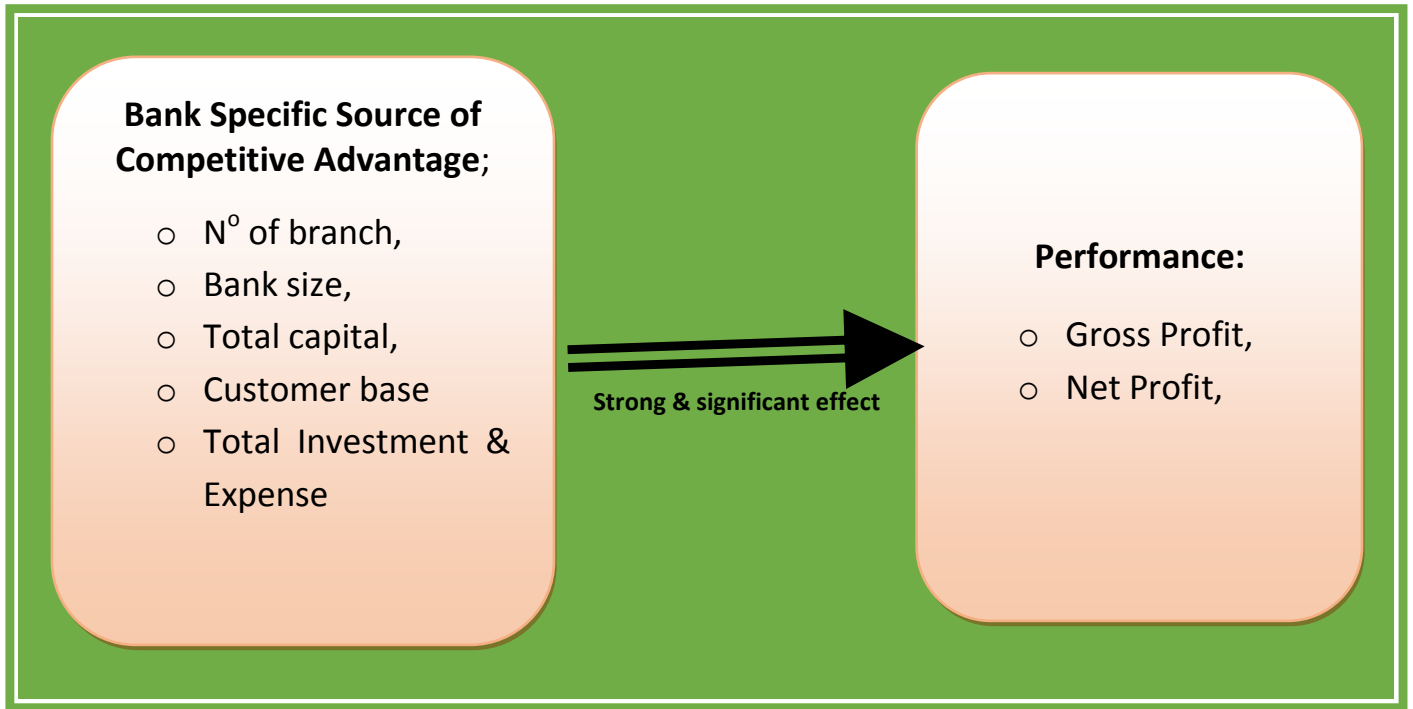 Bank Specific Source of
Competitive Advantage;
o Nº of branch,
o Bank size,
o Total capital,
o Customer base
o Total Investment &
Expense
Strong & significant effect
Performance:
o Gross Profit,
o Net Profit,